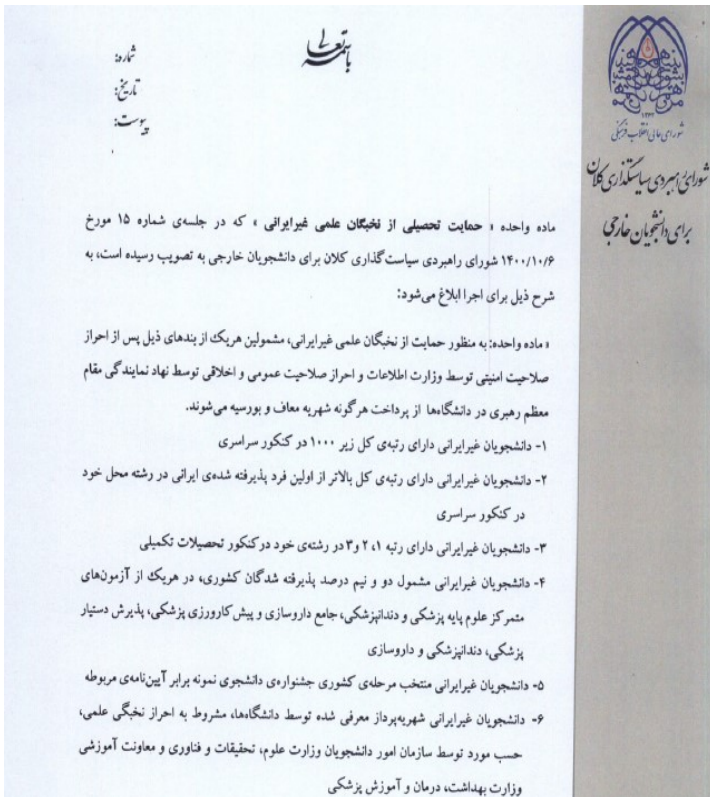 باسمه تعالی
شماره:
تاریخ:
پیوست:
۱۳۴۳
شورای عالی انقلاب فرهنگی
شورای راهبردی سیاستگذاری کلان
برای دانشجویان خارجی
ماده واحده « حمایت تحصیلی از نخبگان علمی غیرایرانی » که در جلسه‌ی شماره ۱۵ مورخ
۱۴۰۰/۱۰/۶ شورای راهبردی سیاست‌گذاری کلان برای دانشجویان خارجی به تصویب رسیده است، به
شرح ذیل برای اجرا ابلاغ می‌شود:
« ماده واحده: به منظور حمایت از نخبگان علمی غیرایرانی، مشمولین هریک از بندهای ذیل پس از احراز
صلاحیت امنیتی توسط وزارت اطلاعات و احراز صلاحیت عمومی و اخلاقی توسط نهاد نمایندگی مقام
معظم رهبری در دانشگاه‌ها از پرداخت هرگونه شهریه معاف و بورسیه می‌شوند.
۱- دانشجویان غیرایرانی دارای رتبه‌ی کل زیر ۱۰۰۰ در کنکور سراسری
۲- دانشجویان غیرایرانی دارای رتبه‌ی کل بالاتر از اولین فرد پذیرفته شده‌ی ایرانی در رشته محل خود
در کنکور سراسری
۳- دانشجویان غیرایرانی دارای رتبه ۱، ۲ و۳ در رشته‌ی خود درکنکور تحصیلات تکمیلی
۴- دانشجویان غیرایرانی مشمول دو و نیم درصد پذیرفته شدگان کشوری، در هریک از آزمون‌های
متمرکز علوم پایه پزشکی و دندانپزشکی، جامع داروسازی و پیش‌کارورزی پزشکی، پذیرش دستیار
پزشکی، دندانپزشکی و داروسازی
۵- دانشجویان غیرایرانی منتخب مرحله‌ی کشوری جشنواره‌ی دانشجوی نمونه برابر آیین‌نامه‌ی مربوطه
۶- دانشجویان غیرایرانی شهریه‌پرداز معرفی شده توسط دانشگاه‌ها، مشروط به احراز نخبگی علمی،
حسب مورد توسط سازمان امور دانشجویان وزارت علوم، تحقیقات و فناوری و معاونت آموزشی
وزارت بهداشت، درمان و آموزش پزشکی